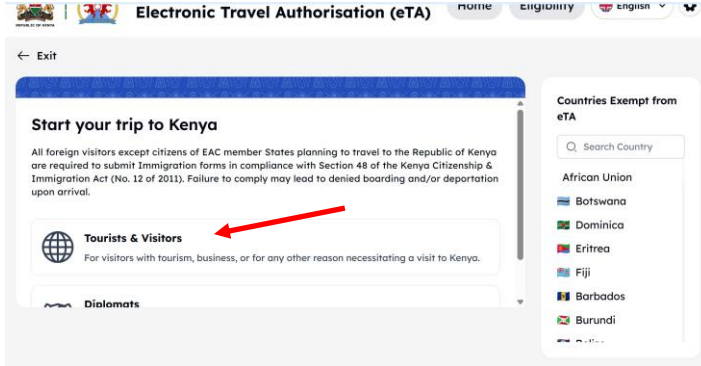 REPUBLIC OF KENYA
Electronic Travel Authorisation (eTA)
Home
Eligibility
English
← Exit
Start your trip to Kenya
All foreign visitors except citizens of EAC member States planning to travel to the Republic of Kenya
are required to submit Immigration forms in compliance with Section 48 of the Kenya Citizenship &
Immigration Act (No. 12 of 2011). Failure to comply may lead to denied boarding and/or deportation
upon arrival.
Tourists & Visitors
For visitors with tourism, business, or for any other reason necessitating a visit to Kenya.
Diplomats
Countries Exempt from
eTA
Search Country
African Union
Botswana
Dominica
Eritrea
Fiji
Barbados
Burundi